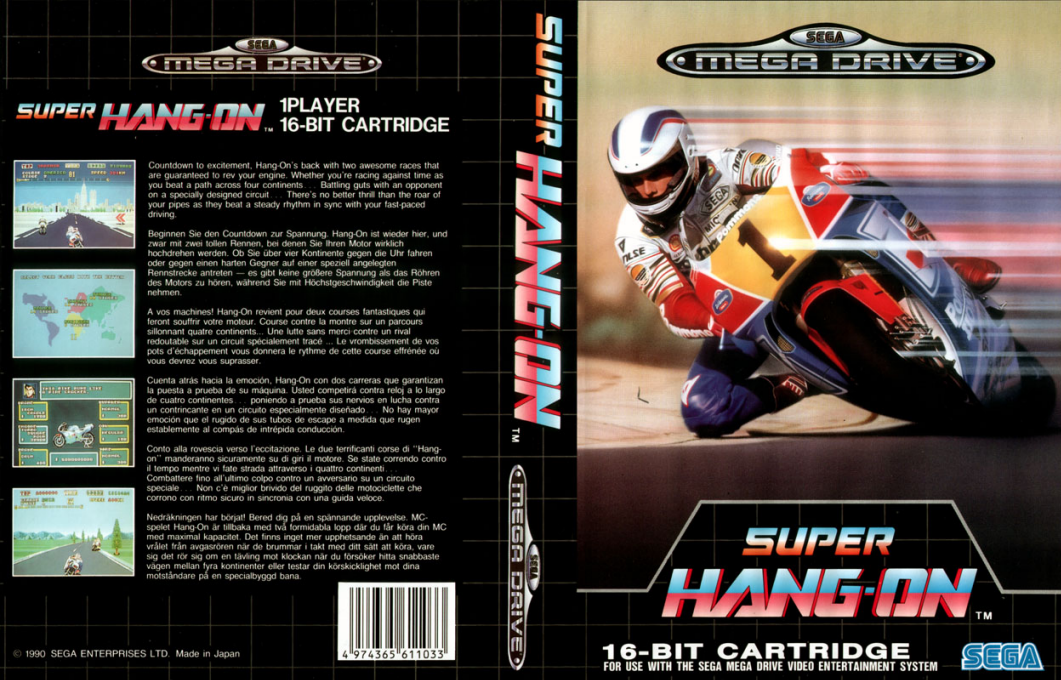 SEGA
MEGA DRIVE
SUPER HANG-ON™
1PLAYER
16-BIT CARTRIDGE
Countdown to excitement, Hang-On's back with two awesome races that
are guaranteed to rev your engine. Whether you're racing against time as
you beat a path across four continents... Battling guts with an opponent
on a specially designed circuit ... There's no better thrill than the roar of
your pipes as they beat a steady rhythm in sync with your fast-paced
driving.
Beginnen Sie den Countdown zur Spannung. Hang-On ist wieder hier, und
zwar mit zwei tollen Rennen, bei denen Sie Ihren Motor wirklich
hochdrehen werden. Ob Sie über vier Kontinente gegen die Uhr fahren
oder gegen einen harten Gegner auf einer speziell angelegten
Rennstrecke antreten — es gibt keine größere Spannung als das Röhren
des Motors zu hören, während Sie mit Höchstgeschwindigkeit die Piste
nehmen.
A vos machines! Hang-On revient pour deux courses fantastiques qui
feront souffrir votre moteur. Course contre la montre sur un parcours
sillonnant quatre continents... Une lutte sans merci contre un rival
redoutable sur un circuit spécialement tracé ... Le vrombissement de vos
pots d'échappement vous donnera le rythme de cette course effrénée où
vous devrez vous suprasser.
Cuenta atrás hacia la emoción, Hang-On con dos carreras que garantizan
la puesta a prueba de su máquina. Usted competirá contra reloj a lo largo
de cuatro continentes... poniendo a prueba sus nervios en lucha contra
un contrincante en un circuito especialmente diseñado... No hay mayor
emoción que el rugido de sus tubos de escape a medida que rugen
establemente al compás de intrépida conducción.
Conto alla rovescia verso l'eccitazione. Le due terrificanti corse di "Hang-
on" manderanno sicuramente su di giri il motore. Se state correndo contro
il tempo mentre vi fate strada attraverso i quattro continenti...
Combattere fino all'ultimo colpo contro un avversario su un circuito
speciale ... Non c'è miglior brivido del ruggito delle motociclette che
corrono con ritmo sicuro in sincronia con una guida veloce.
Nedräkningen har börjat! Bered dig på en spännande upplevelse. MC-
spelet Hang-On är tillbaka med två formidabla lopp där du får köra din MC
med maximal kapacitet. Det finns inget mer upphetsande än att höra
vrålet från avgasrören när de brummar i takt med ditt sätt att köra, vare
sig det rör sig om en tävling mot klockan när du försöker hitta snabbaste
vägen mellan fyra kontinenter eller testar din körskicklighet mot dina
motståndare på en specialbyggd bana.
4 974365 611033
© 1990 SEGA ENTERPRISES LTD. Made in Japan
SUPER HANG-ON™
SEGA
MEGA DRIVE
SEGA
MEGA DRIVE
SEGA
Pommery
1
SUPER
HANG-ON™
16-BIT CARTRIDGE
FOR USE WITH THE SEGA MEGA DRIVE VIDEO ENTERTAINMENT SYSTEM
SEGA